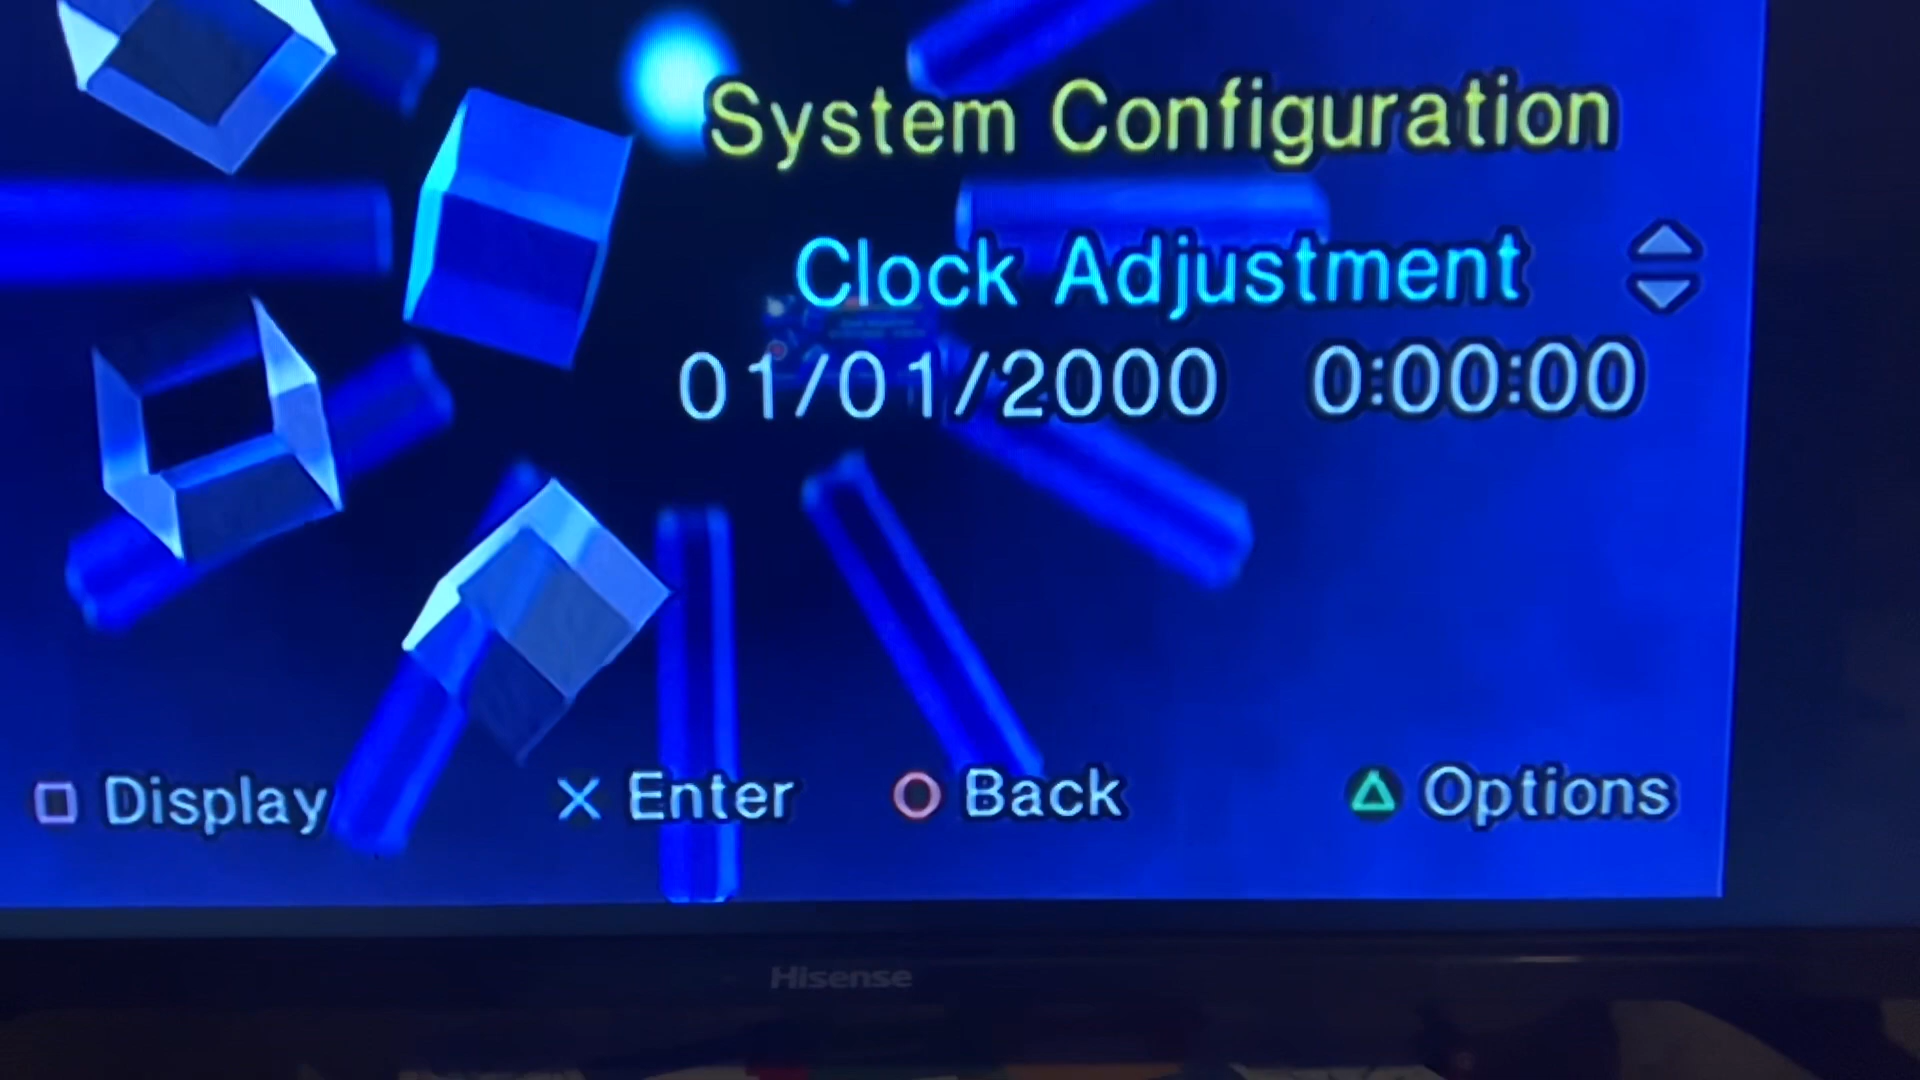 System Configuration
Clock Adjustment
01/01/2000 0:00:00
Display Enter Back Options
Hisense